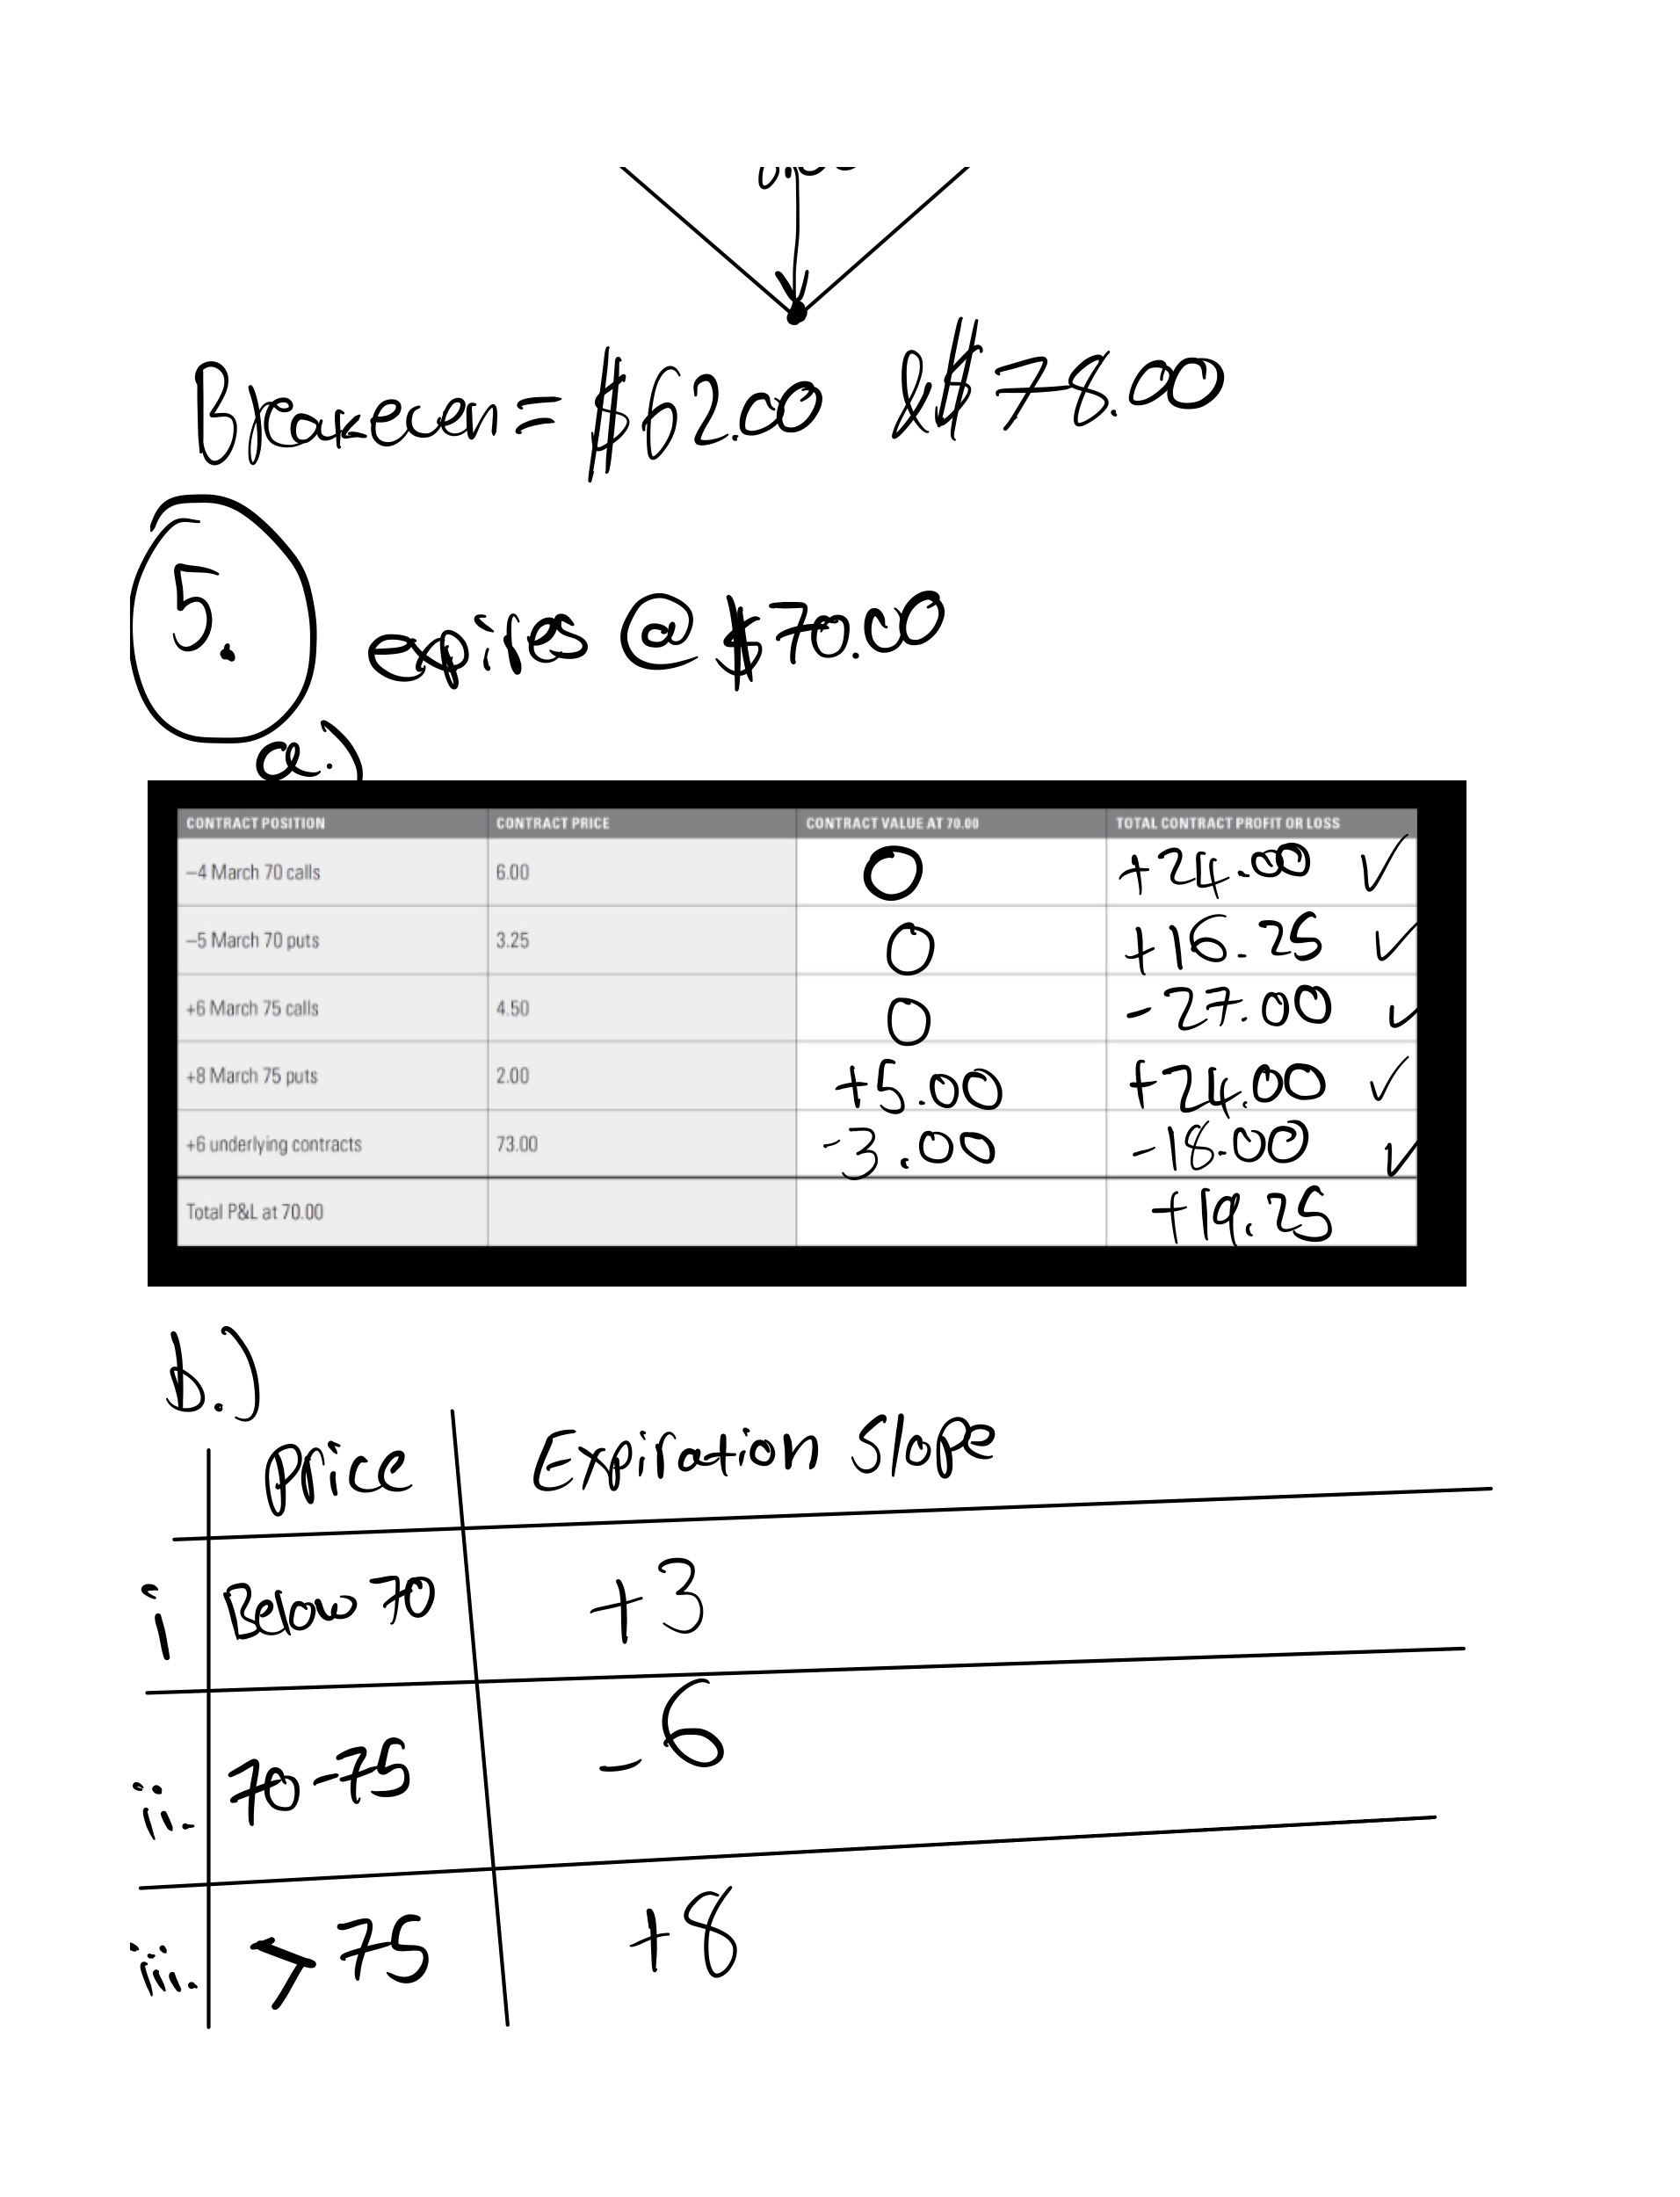 Breakeven = $62.00 & $78.00
5. expires @ $70.00
a.)
CONTRACT POSITION CONTRACT PRICE CONTRACT VALUE AT 70.00 TOTAL CONTRACT PROFIT OR LOSS
–4 March 70 calls 6.00 0 +24.00 ✓
–5 March 70 puts 3.25 0 +16.25 ✓
+6 March 75 calls 4.50 0 -27.00 ✓
+8 March 75 puts 2.00 +5.00 +24.00 ✓
+6 underlying contracts 73.00 -3.00 -18.00 ✓
Total P&L at 70.00 +19.25
b.)
Price Expiration Slope
i Below 70 +3
ii. 70-75 -6
iii. > 75 +8